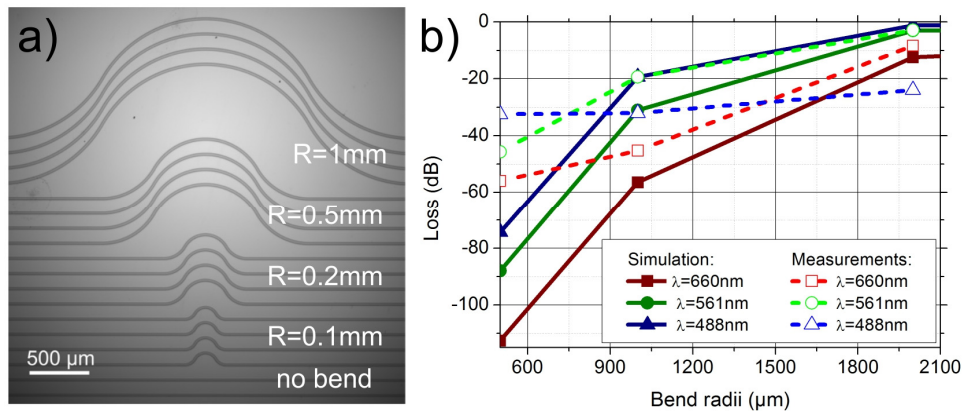 a)
R=1mm
R=0.5mm
R=0.2mm
R=0.1mm
no bend
500 µm
b)
Loss (dB)
0
-20
-40
-60
-80
-100
600 900 1200 1500 1800 2100
Bend radii (µm)
Simulation: Measurements:
λ=660nm λ=660nm
λ=561nm λ=561nm
λ=488nm λ=488nm